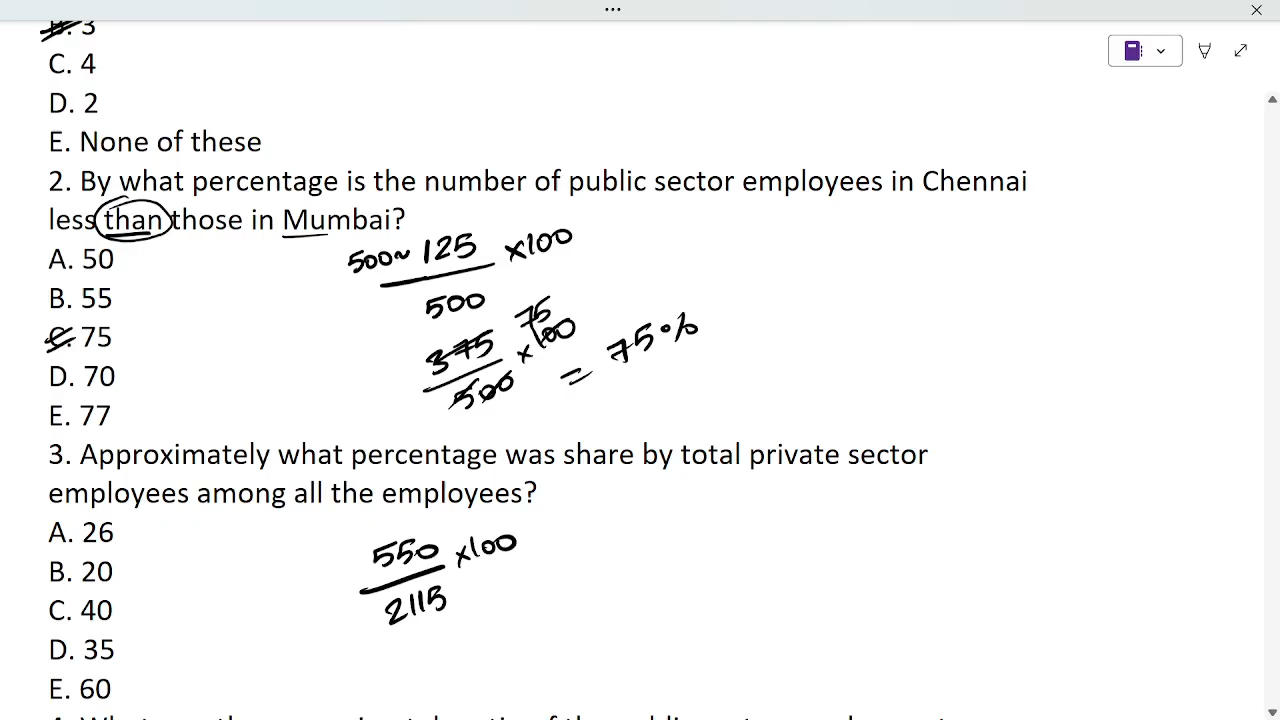 B. 3
C. 4
D. 2
E. None of these
2. By what percentage is the number of public sector employees in Chennai
less than those in Mumbai?
A. 50
B. 55
C. 75
D. 70
E. 77
500~125 ×100
500
75
375 ×100
500
= 75%
3. Approximately what percentage was share by total private sector
employees among all the employees?
A. 26
B. 20
C. 40
D. 35
E. 60
550 ×100
2115